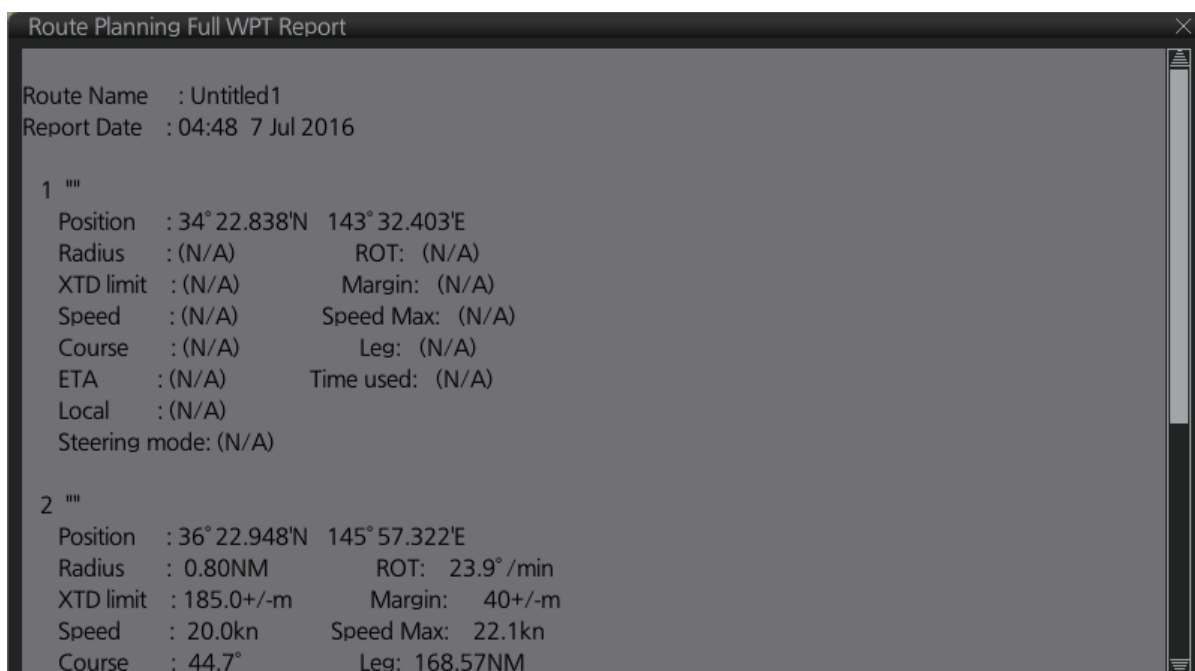 Route Planning Full WPT Report
Route Name : Untitled1
Report Date : 04:48 7 Jul 2016
1 ""
Position : 34°22.838'N 143°32.403'E
Radius : (N/A) ROT: (N/A)
XTD limit : (N/A) Margin: (N/A)
Speed : (N/A) Speed Max: (N/A)
Course : (N/A) Leg: (N/A)
ETA : (N/A) Time used: (N/A)
Local : (N/A)
Steering mode: (N/A)
2 ""
Position : 36°22.948'N 145°57.322'E
Radius : 0.80NM ROT: 23.9°/min
XTD limit : 185.0+/-m Margin: 40+/-m
Speed : 20.0kn Speed Max: 22.1kn
Course : 44.7° Leg: 168.57NM